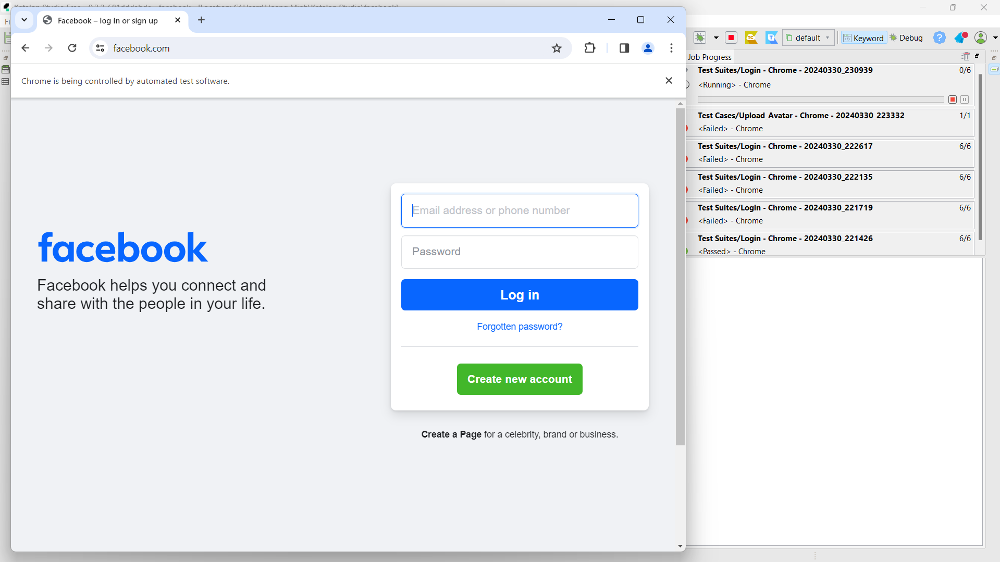 Facebook – log in or sign up
facebook.com
Chrome is being controlled by automated test software.
facebook
Facebook helps you connect and
share with the people in your life.
Email address or phone number
Password
Log in
Forgotten password?
Create new account
Create a Page for a celebrity, brand or business.
TC
T
default
Keyword
Debug
?
Job Progress
Test Suites/Login - Chrome - 20240330_230939 0/6
<Running> - Chrome
Test Cases/Upload_Avatar - Chrome - 20240330_223332 1/1
<Failed> - Chrome
Test Suites/Login - Chrome - 20240330_222617 6/6
<Failed> - Chrome
Test Suites/Login - Chrome - 20240330_222135 6/6
<Failed> - Chrome
Test Suites/Login - Chrome - 20240330_221719 6/6
<Failed> - Chrome
Test Suites/Login - Chrome - 20240330_221426 6/6
<Passed> - Chrome